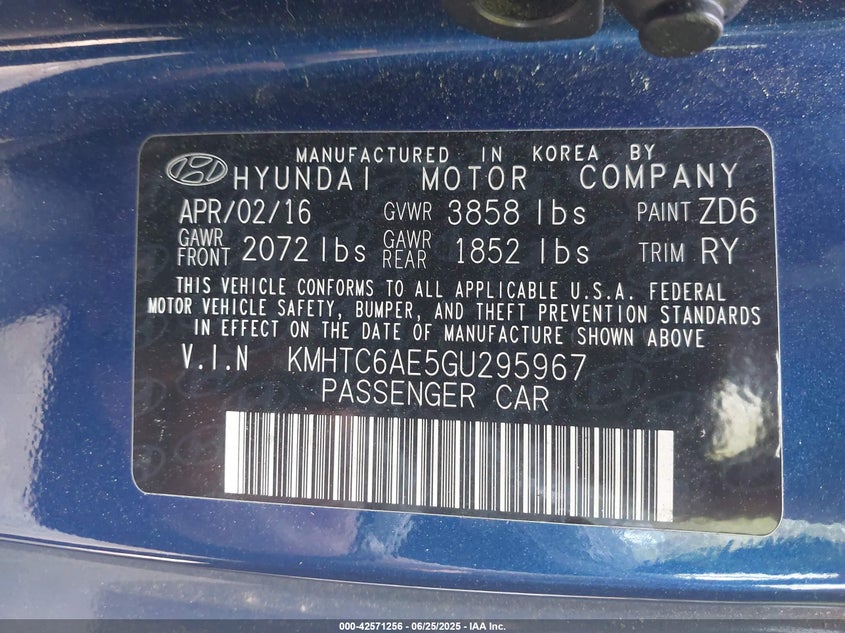 MANUFACTURED IN KOREA BY
HYUNDAI MOTOR COMPANY
APR/02/16 GVWR 3858 lbs PAINT ZD6
GAWR FRONT 2072 lbs GAWR REAR 1852 lbs TRIM RY
THIS VEHICLE CONFORMS TO ALL APPLICABLE U.S.A. FEDERAL
MOTOR VEHICLE SAFETY, BUMPER, AND THEFT PREVENTION STANDARDS
IN EFFECT ON THE DATE OF MANUFACTURE SHOWN ABOVE
V.I.N KMHTC6AE5GU295967
PASSENGER CAR
000-42571256 - 06/25/2025 - IAA Inc.